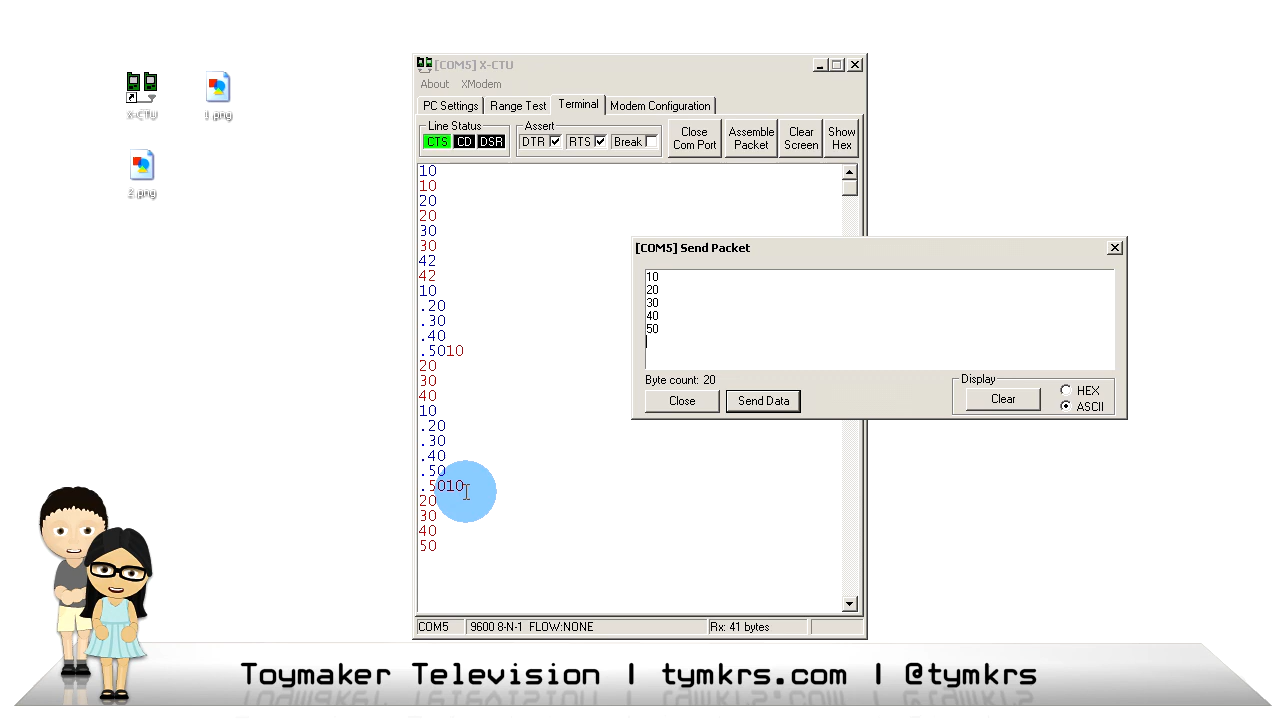 X-CTU
1.png
2.png
[COM5] X-CTU
About XModem
PC Settings Range Test Terminal Modem Configuration
Line Status
CTS CD DSR
Assert
DTR RTS Break
Close Com Port
Assemble Packet
Clear Screen
Show Hex
10
10
20
20
30
30
42
42
10
.20
.30
.40
.5010
20
30
40
10
.20
.30
.40
.50
.5010
20
30
40
50
[COM5] Send Packet
10
20
30
40
50
Byte count: 20
Close Send Data
Display
Clear
HEX
ASCII
COM5 9600 8-N-1 FLOW:NONE Rx: 41 bytes
Toymaker Television | tymkrs.com | @tymkrs